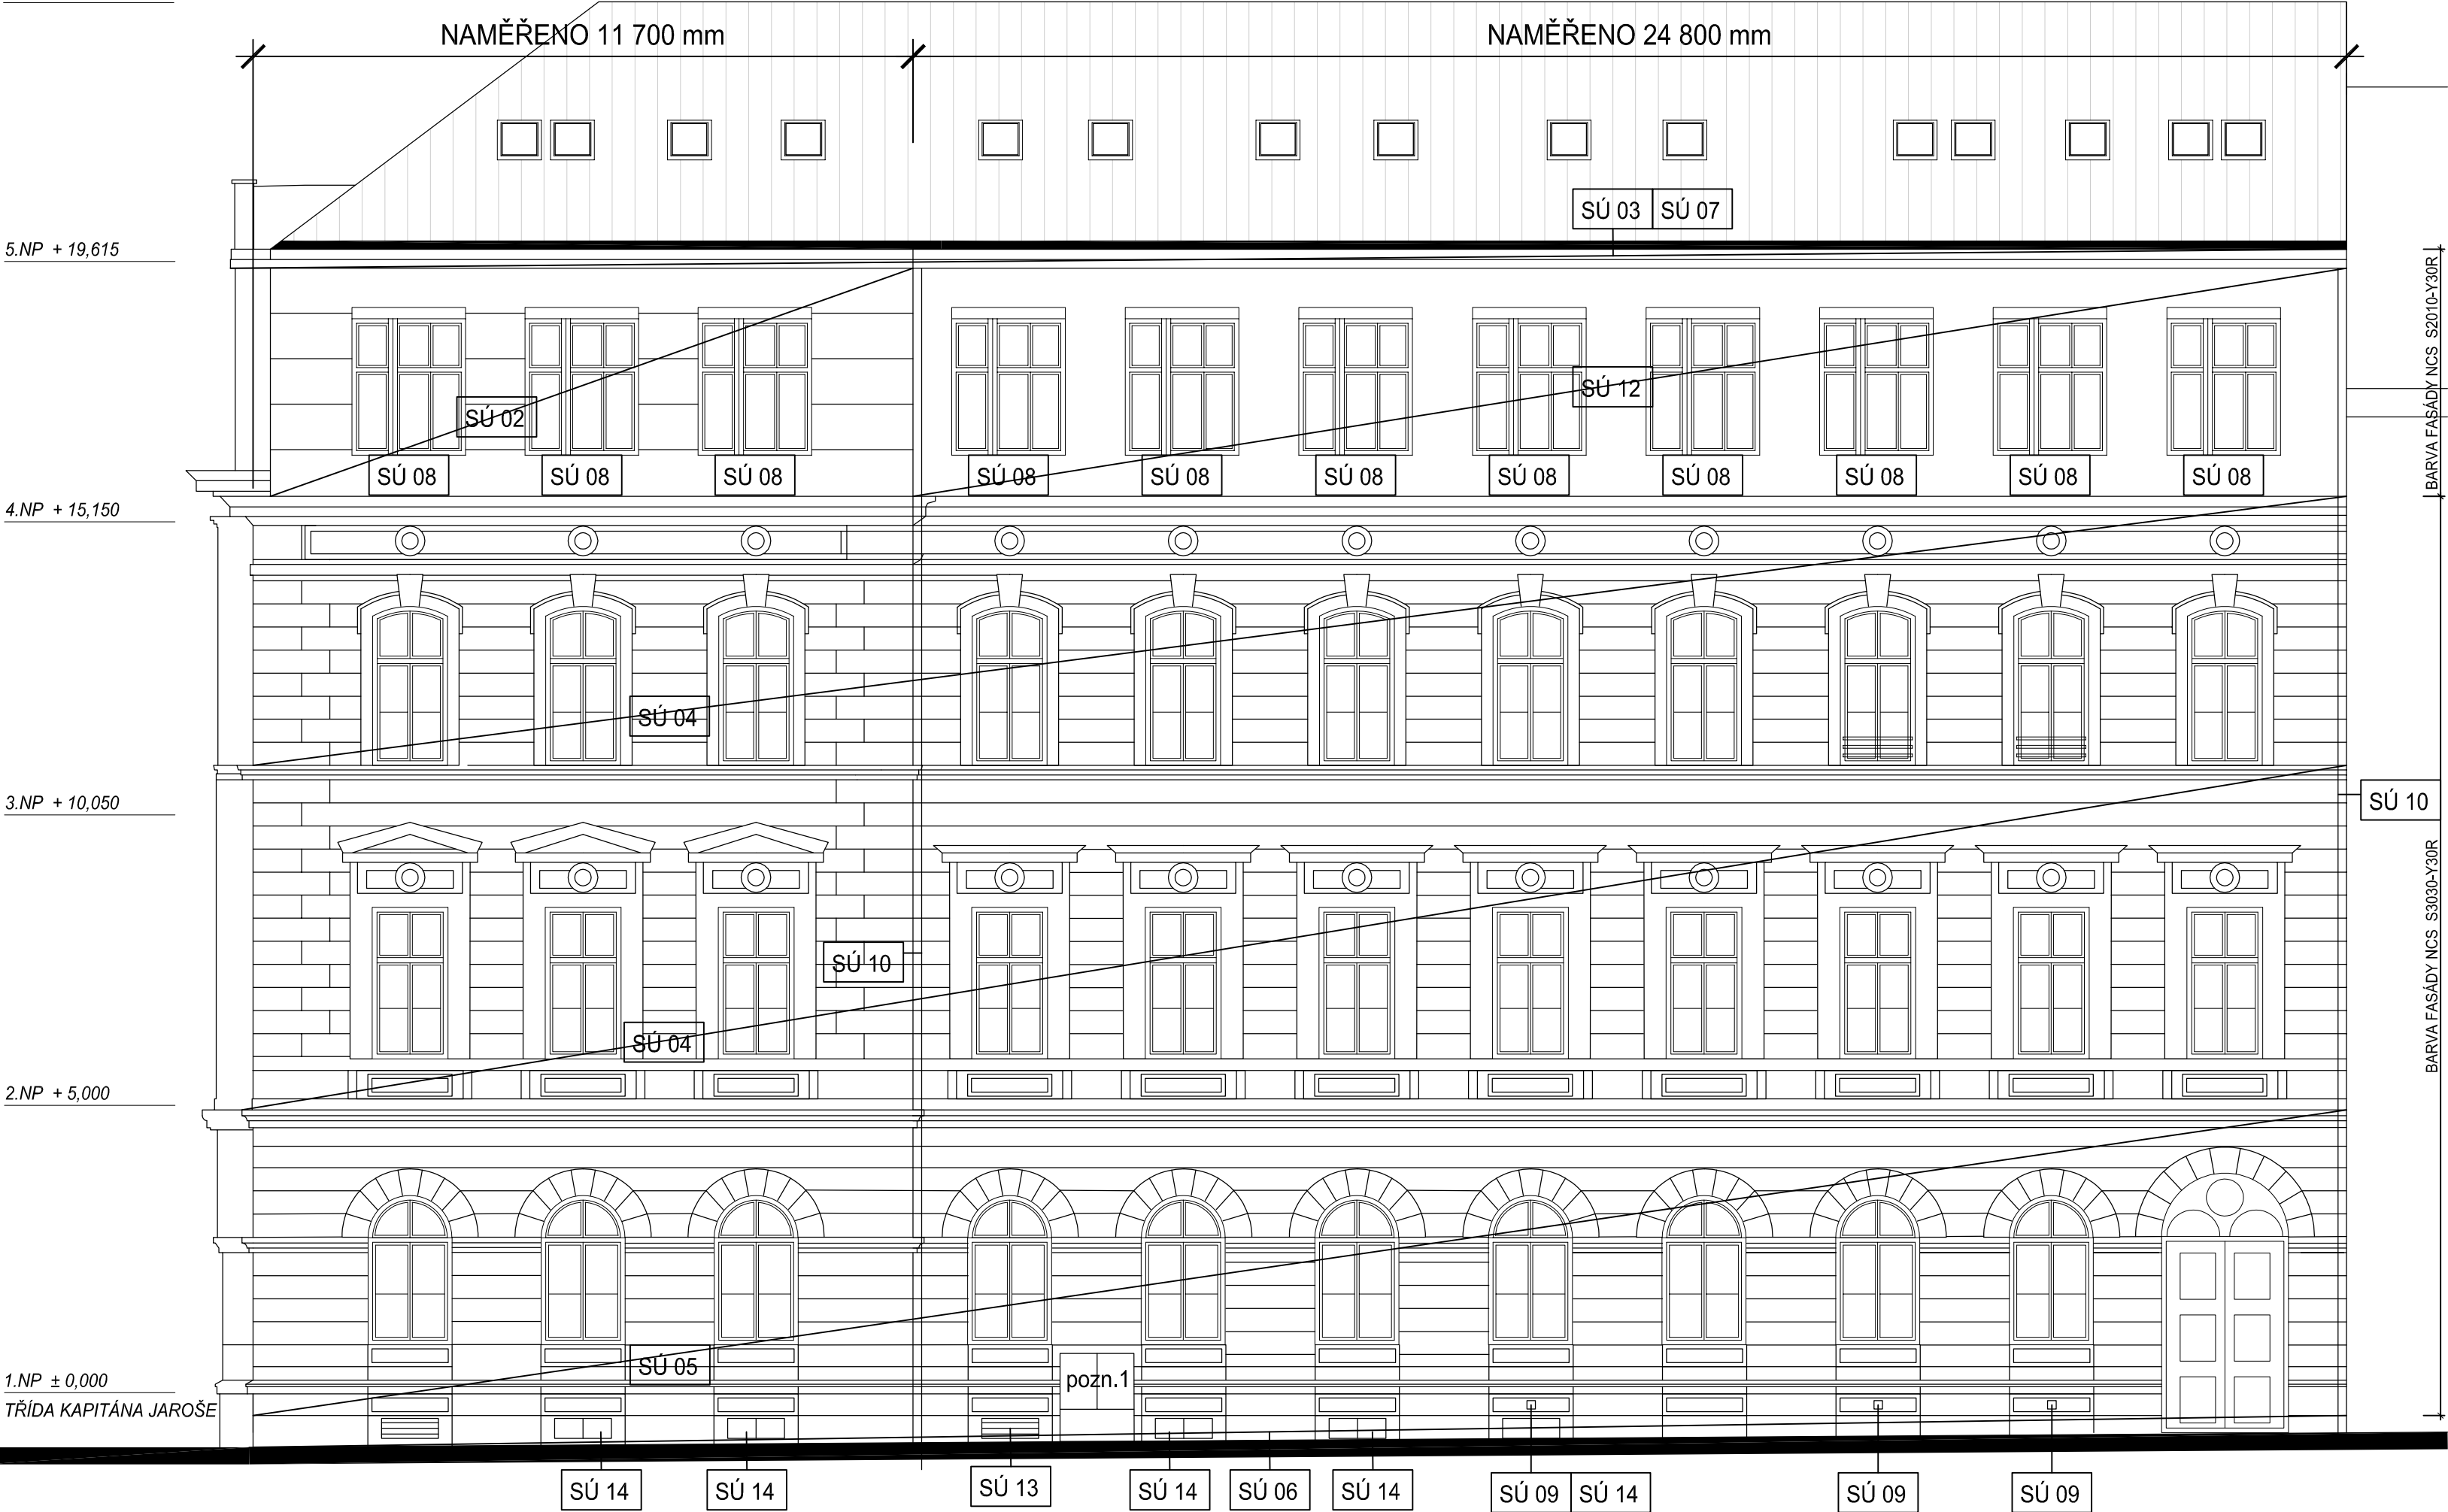 NAMĚŘENO 11 700 mm
NAMĚŘENO 24 800 mm
SÚ 03 SÚ 07
5.NP + 19,615
BARVA FASÁDY NCS S2010-Y30R
SÚ 02
SÚ 12
SÚ 08 SÚ 08 SÚ 08 SÚ 08 SÚ 08 SÚ 08 SÚ 08 SÚ 08 SÚ 08 SÚ 08 SÚ 08
4.NP + 15,150
SÚ 04
3.NP + 10,050
SÚ 10
BARVA FASÁDY NCS S3030-Y30R
SÚ 10
SÚ 04
2.NP + 5,000
SÚ 05
1.NP ± 0,000
pozn.1
TŘÍDA KAPITÁNA JAROŠE
SÚ 14 SÚ 14 SÚ 13 SÚ 14 SÚ 06 SÚ 14 SÚ 09 SÚ 14 SÚ 09 SÚ 09